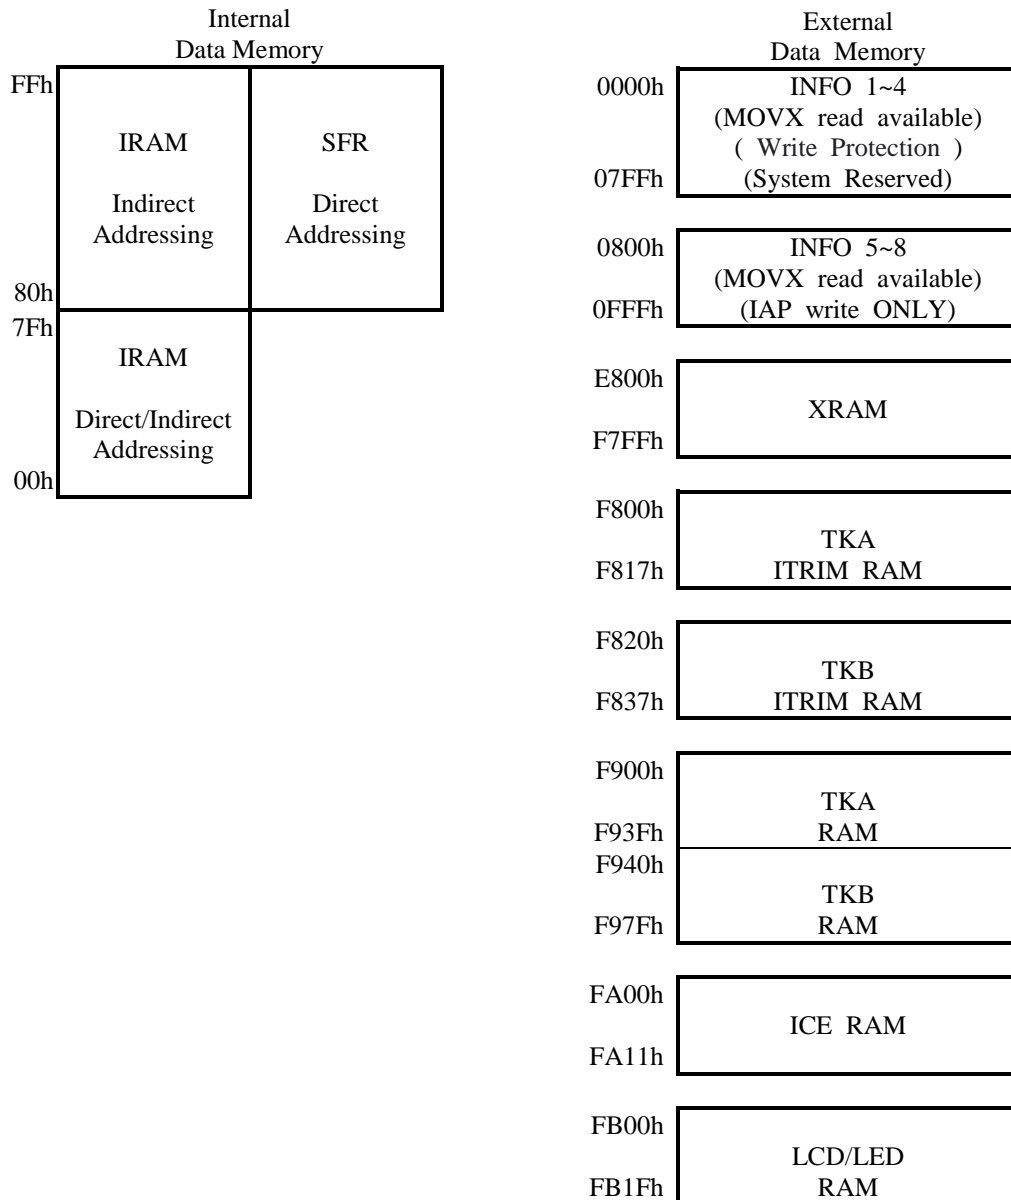 Internal
Data Memory
FFh
IRAM
SFR
Indirect
Addressing
Direct
Addressing
80h
7Fh
IRAM
Direct/Indirect
Addressing
00h
External
Data Memory
0000h
INFO 1~4
(MOVX read available)
( Write Protection )
07FFh
(System Reserved)
0800h
INFO 5~8
(MOVX read available)
0FFFh
(IAP write ONLY)
E800h
XRAM
F7FFh
F800h
TKA
F817h
ITRIM RAM
F820h
TKB
F837h
ITRIM RAM
F900h
TKA
F93Fh
RAM
F940h
TKB
F97Fh
RAM
FA00h
ICE RAM
FA11h
FB00h
LCD/LED
FB1Fh
RAM